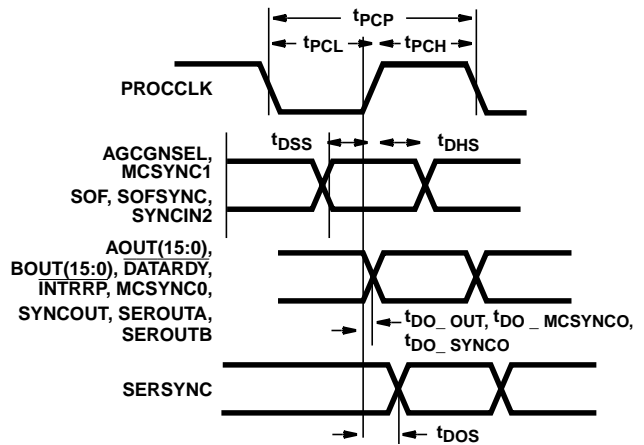 tPCP
tPCL
tPCH
PROCCLK
tDSS
tDHS
AGCGNSEL,
MCSYNC1
SOF, SOFSYNC,
SYNCIN2
AOUT(15:0),
BOUT(15:0), DATARDY,
INTRRP, MCSYNC0,
SYNCOUT, SEROUTA,
SEROUTB
tDO_ OUT, tDO _ MCSYNCO,
tDO_ SYNCO
SERSYNC
tDOS